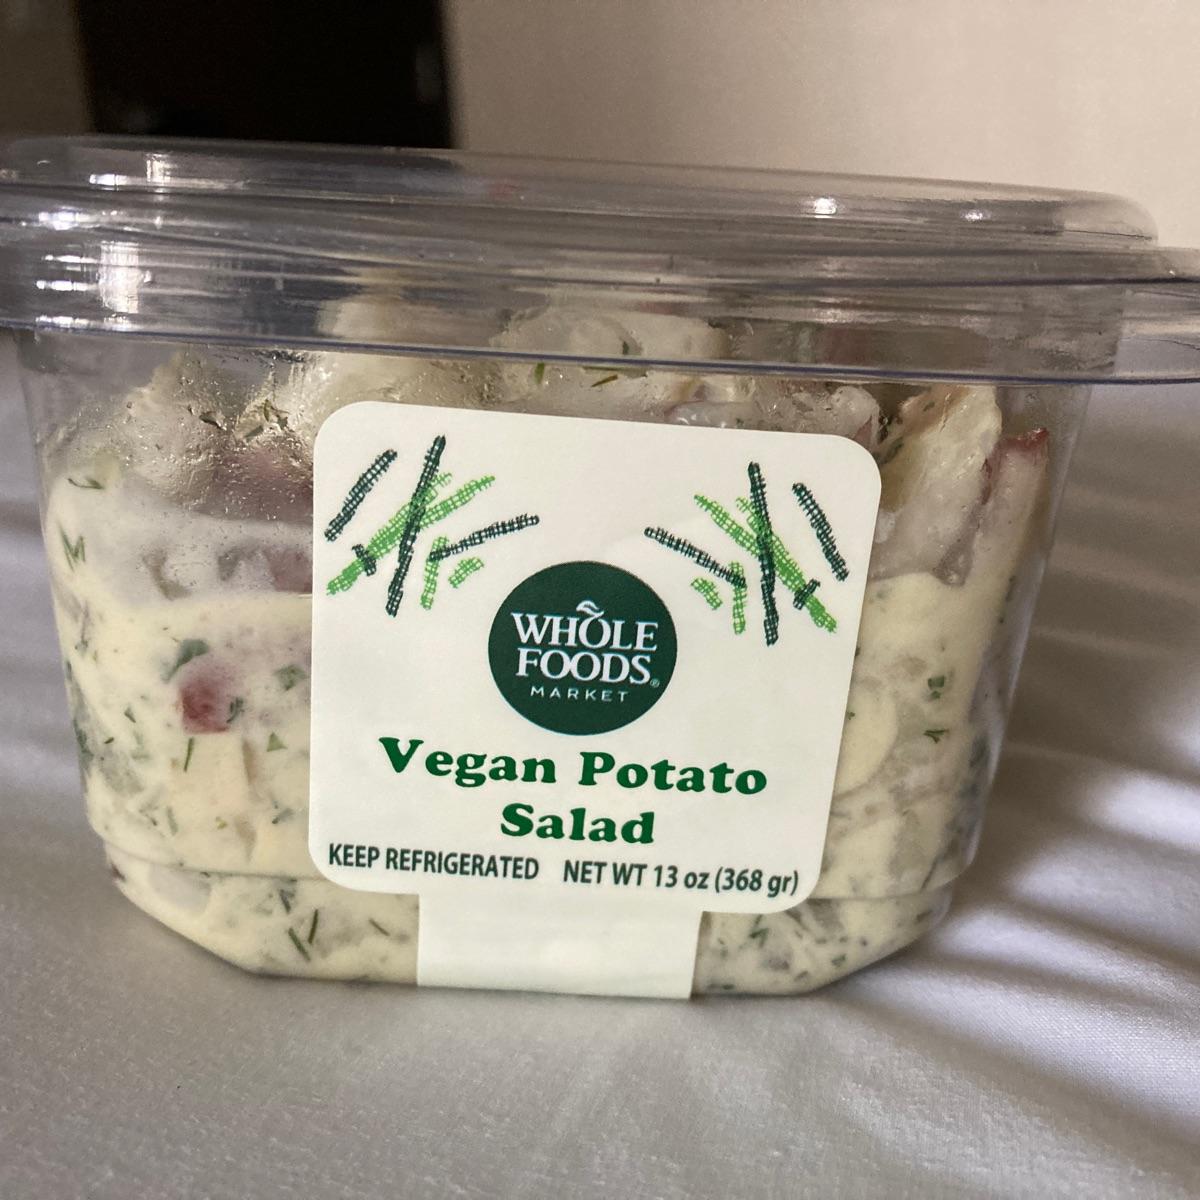 WHOLE
FOODS®
MARKET
Vegan Potato
Salad
KEEP REFRIGERATED NET WT 13 oz (368 gr)